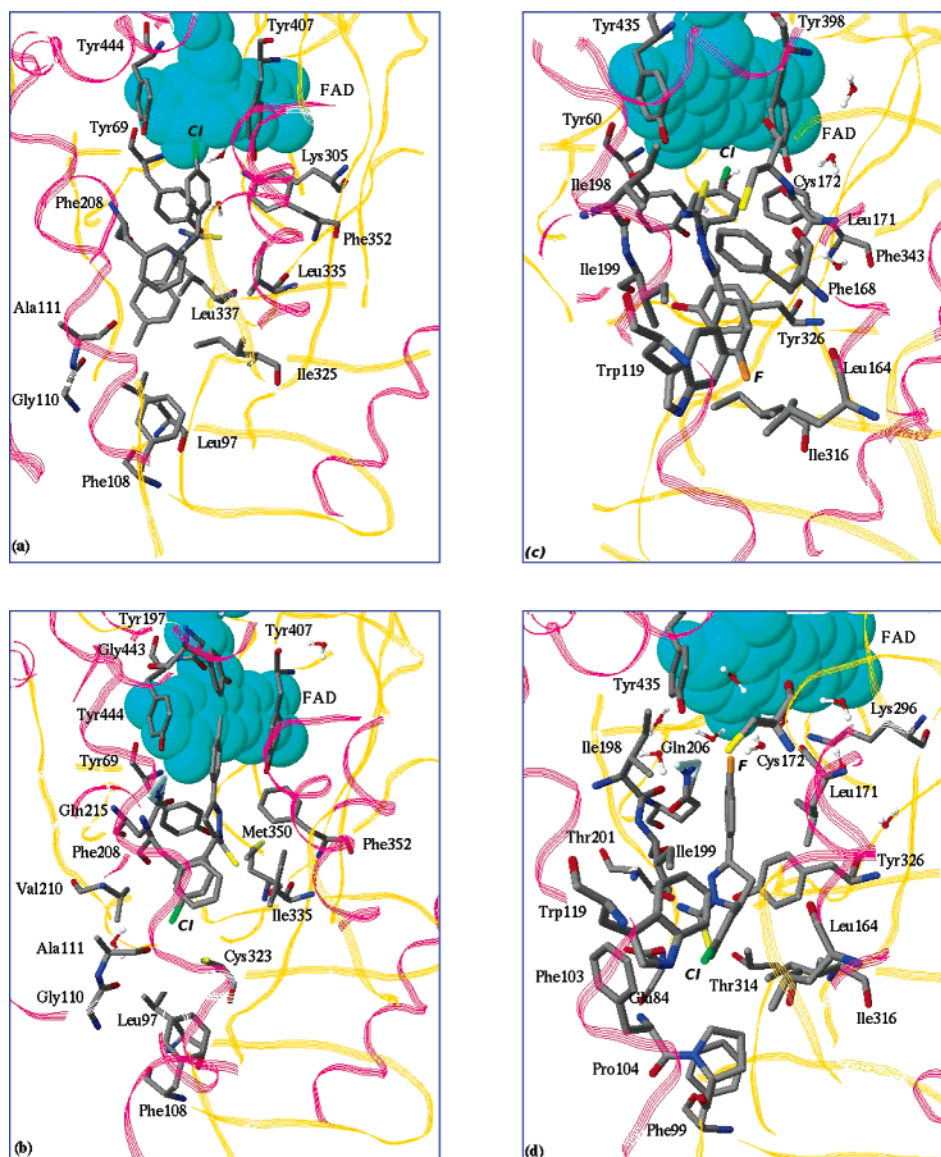 Tyr444
Tyr407
FAD
Tyr69
Cl
Lys305
Phe208
Phe352
Leu335
Ala111
Leu337
Ile325
Gly110
Leu97
Phe108
(a)
Tyr435
Tyr398
Tyr60
FAD
Cl
Cys172
Ile198
Leu171
Phe343
Ile199
Phe168
Tyr326
Trp119
Leu164
F
Ile316
(c)
Tyr197
Gly443
Tyr407
FAD
Tyr444
Tyr69
Gln215
Met350
Phe208
Phe352
Val210
Ile335
Cl
Ala111
Cys323
Gly110
Leu97
Phe108
(b)
FAD
Tyr435
Lys296
Ile198
Gln206
F
Cys172
Leu171
Thr201
Ile199
Tyr326
Trp119
Leu164
Phe103
Cl
Glu84
Thr314
Ile316
Pro104
Phe99
(d)